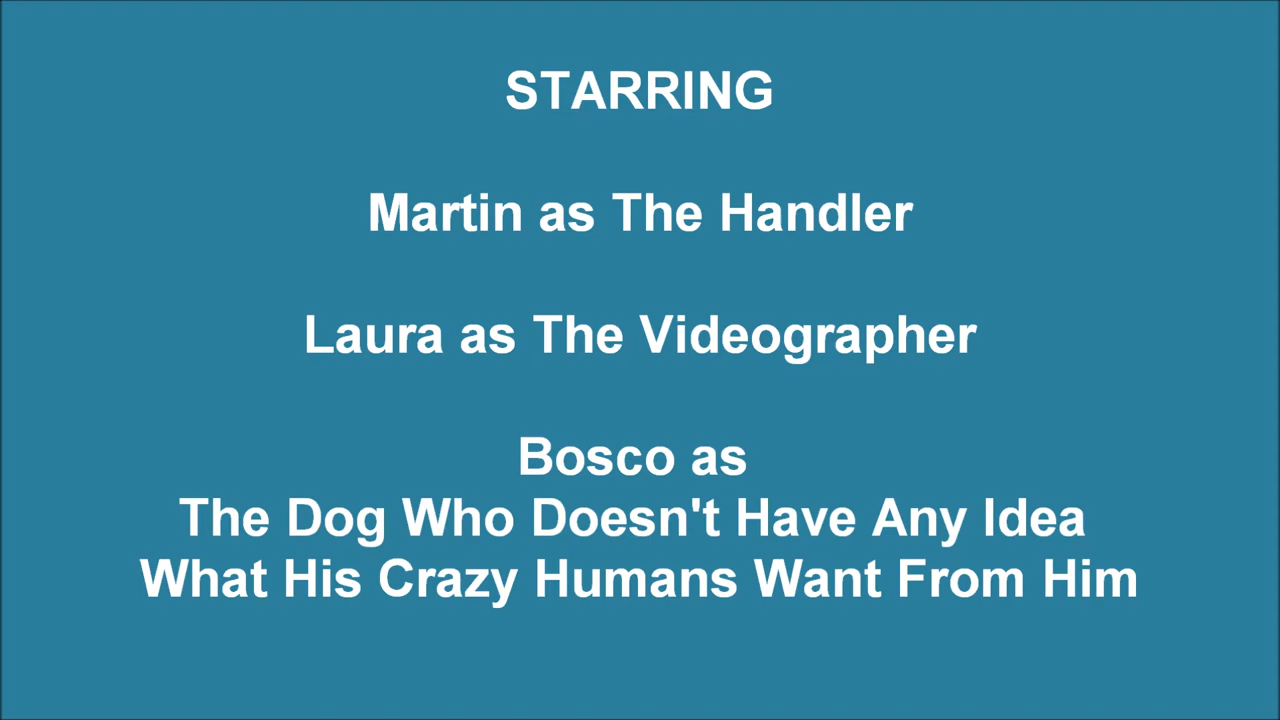 STARRING
Martin as The Handler
Laura as The Videographer
Bosco as
The Dog Who Doesn't Have Any Idea
What His Crazy Humans Want From Him